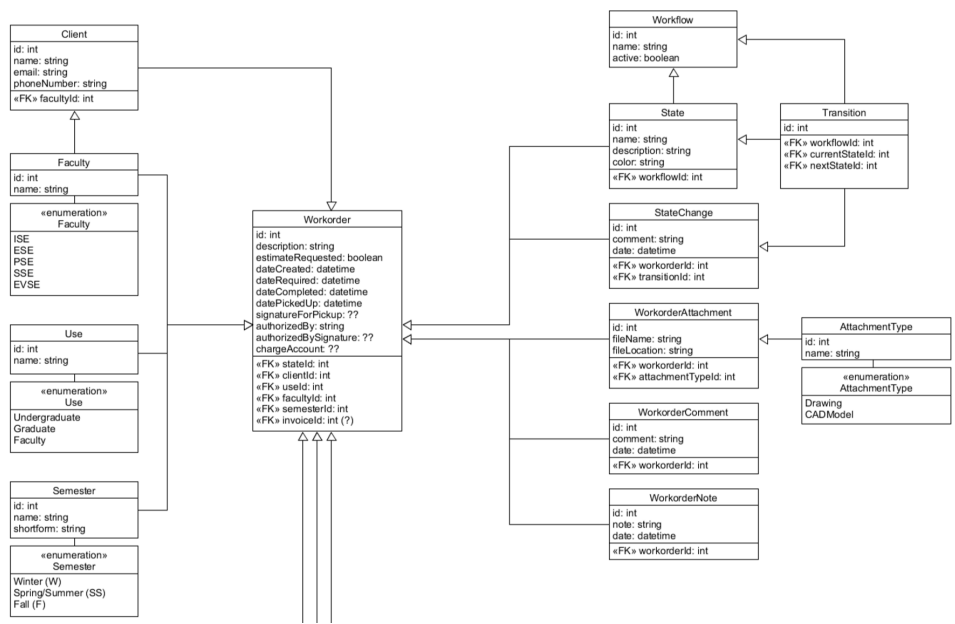 Client
id: int
name: string
email: string
phoneNumber: string
«FK» facultyId: int
Faculty
id: int
name: string
«enumeration»
Faculty
ISE
ESE
PSE
SSE
EVSE
Use
id: int
name: string
«enumeration»
Use
Undergraduate
Graduate
Faculty
Semester
id: int
name: string
shortform: string
«enumeration»
Semester
Winter (W)
Spring/Summer (SS)
Fall (F)
Workorder
id: int
description: string
estimateRequested: boolean
dateCreated: datetime
dateRequired: datetime
dateCompleted: datetime
datePickedUp: datetime
signatureForPickup: ??
authorizedBy: string
authorizedBySignature: ??
chargeAccount: ??
«FK» stateId: int
«FK» clientId: int
«FK» useId: int
«FK» facultyId: int
«FK» semesterId: int
«FK» invoiceId: int (?)
Workflow
id: int
name: string
active: boolean
State
id: int
name: string
description: string
color: string
«FK» workflowId: int
Transition
id: int
«FK» workflowId: int
«FK» currentStateId: int
«FK» nextStateId: int
StateChange
id: int
comment: string
date: datetime
«FK» workorderId: int
«FK» transitionId: int
WorkorderAttachment
id: int
fileName: string
fileLocation: string
«FK» workorderId: int
«FK» attachmentTypeId: int
AttachmentType
id: int
name: string
«enumeration»
AttachmentType
Drawing
CADModel
WorkorderComment
id: int
comment: string
date: datetime
«FK» workorderId: int
WorkorderNote
id: int
note: string
date: datetime
«FK» workorderId: int